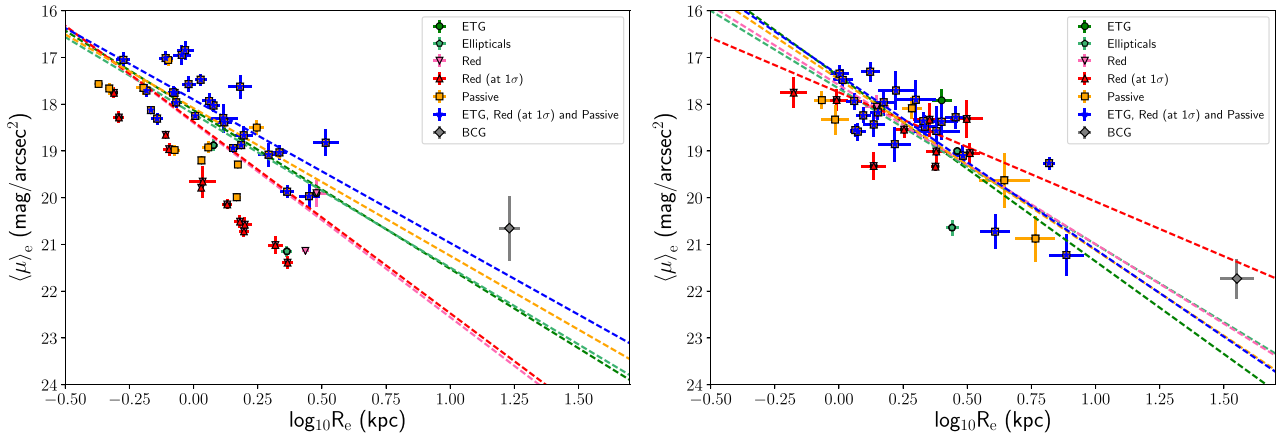 16
17
18
19
20
21
22
23
24
⟨μ⟩e (mag/arcsec²)
ETG
Ellipticals
Red
Red (at 1σ)
Passive
ETG, Red (at 1σ) and Passive
BCG
−0.50 −0.25 0.00 0.25 0.50 0.75 1.00 1.25 1.50
log10Re (kpc)
16
17
18
19
20
21
22
23
24
⟨μ⟩e (mag/arcsec²)
ETG
Ellipticals
Red
Red (at 1σ)
Passive
ETG, Red (at 1σ) and Passive
BCG
−0.50 −0.25 0.00 0.25 0.50 0.75 1.00 1.25 1.50
log10Re (kpc)